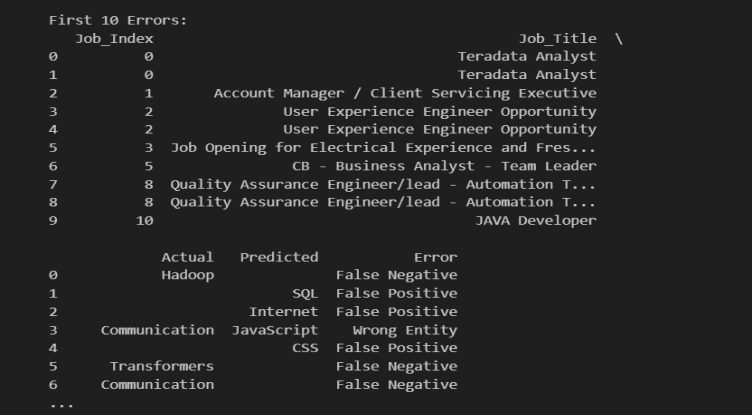 First 10 Errors:
Job_Index Job_Title \
0 0 Teradata Analyst
1 0 Teradata Analyst
2 1 Account Manager / Client Servicing Executive
3 2 User Experience Engineer Opportunity
4 2 User Experience Engineer Opportunity
5 3 Job Opening for Electrical Experience and Fres...
6 5 CB - Business Analyst - Team Leader
7 8 Quality Assurance Engineer/lead - Automation T...
8 8 Quality Assurance Engineer/lead - Automation T...
9 10 JAVA Developer
Actual Predicted Error
0 Hadoop False Negative
1 SQL False Positive
2 Internet False Positive
3 Communication JavaScript Wrong Entity
4 CSS False Positive
5 Transformers False Negative
6 Communication False Negative
...